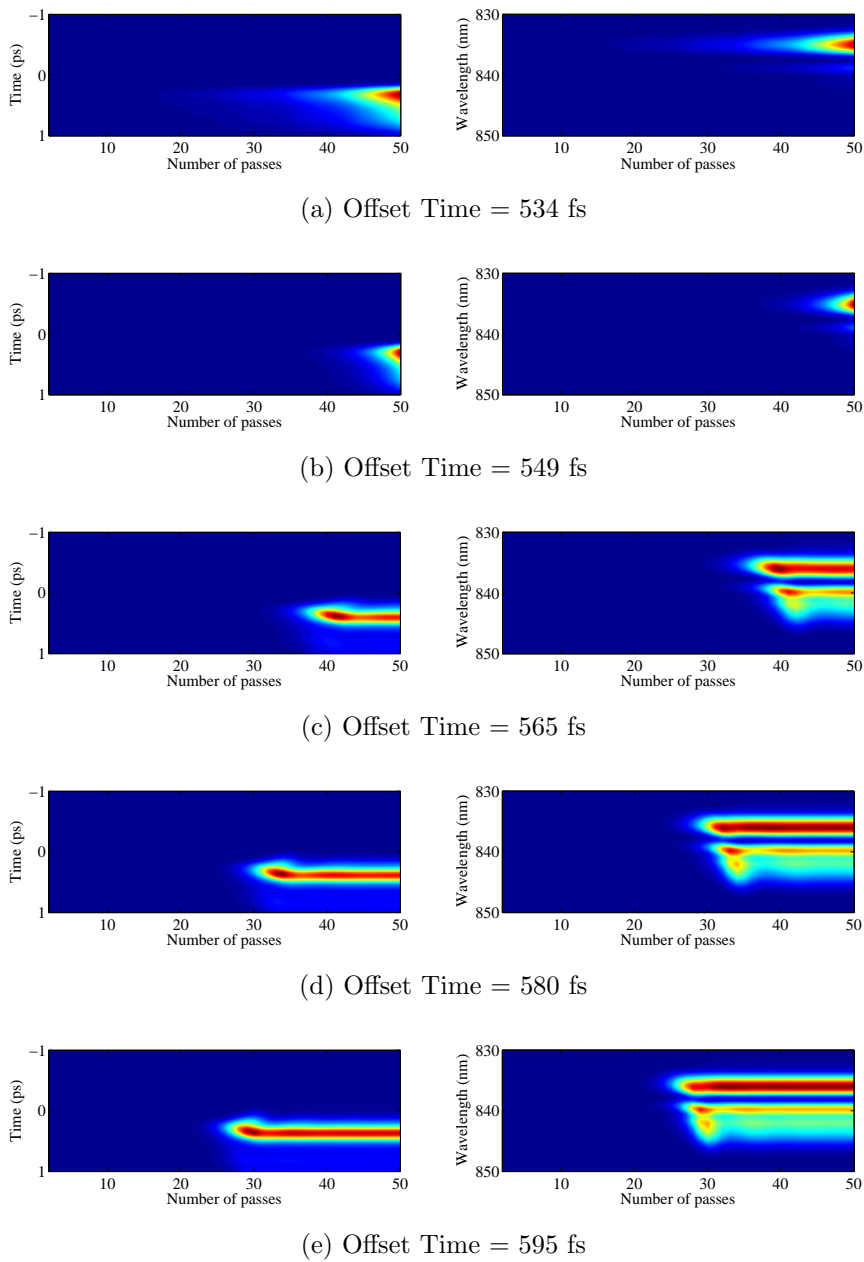 −1
0
1
Time (ps)
10 20 30 40 50
Number of passes
830
840
850
Wavelength (nm)
10 20 30 40 50
Number of passes
(a) Offset Time = 534 fs
−1
0
1
Time (ps)
10 20 30 40 50
Number of passes
830
840
850
Wavelength (nm)
10 20 30 40 50
Number of passes
(b) Offset Time = 549 fs
−1
0
1
Time (ps)
10 20 30 40 50
Number of passes
830
840
850
Wavelength (nm)
10 20 30 40 50
Number of passes
(c) Offset Time = 565 fs
−1
0
1
Time (ps)
10 20 30 40 50
Number of passes
830
840
850
Wavelength (nm)
10 20 30 40 50
Number of passes
(d) Offset Time = 580 fs
−1
0
1
Time (ps)
10 20 30 40 50
Number of passes
830
840
850
Wavelength (nm)
10 20 30 40 50
Number of passes
(e) Offset Time = 595 fs